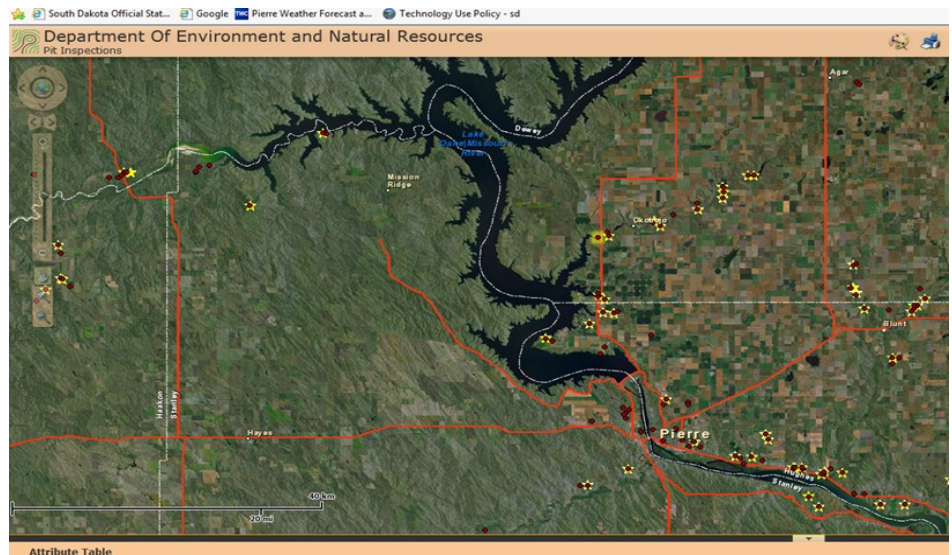 South Dakota Official Stat... Google TWC Pierre Weather Forecast a... Technology Use Policy - sd
Department Of Environment and Natural Resources
Pit Inspections
Agar
Dewey
Lake
Oahe(Missouri
River)
Mission
Ridge
Okobojo
Blunt
Haakon
Stanley
Hayes
Pierre
Hughes
Stanley
40 km
20 mi
Attribute Table